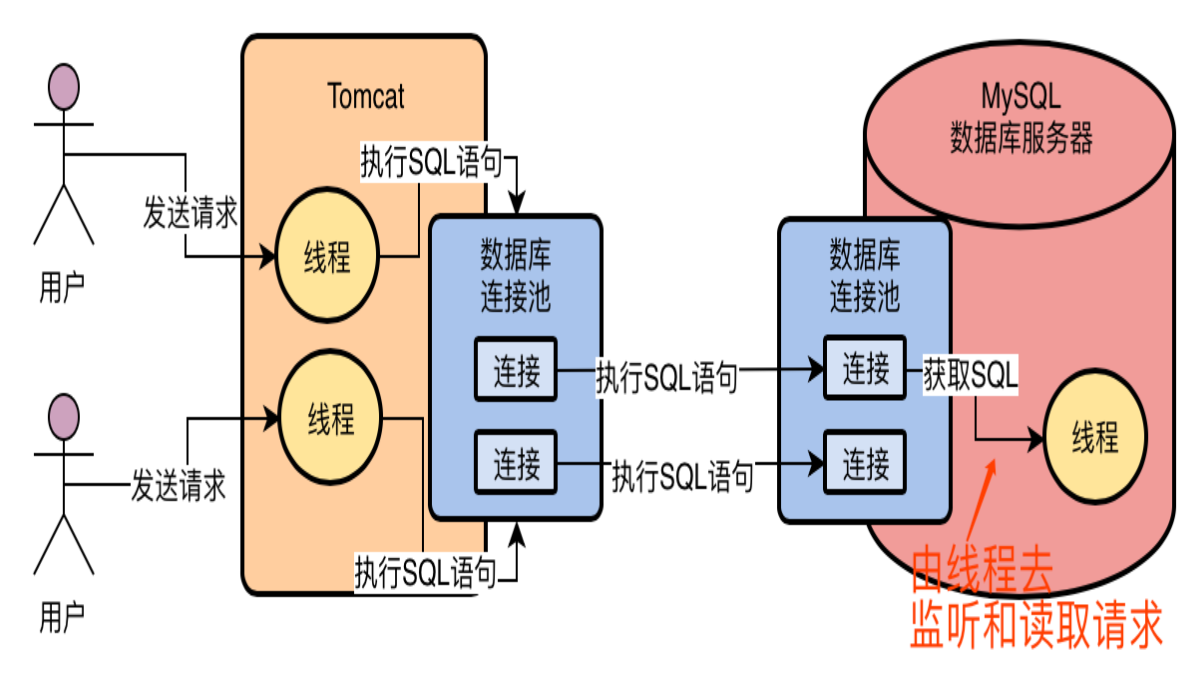 Tomcat
MySQL
数据库服务器
执行SQL语句
发送请求
线程
用户
数据库
连接池
数据库
连接池
连接
执行SQL语句
连接
获取SQL
线程
线程
连接
执行SQL语句
连接
发送请求
执行SQL语句
用户
由线程去
监听和读取请求